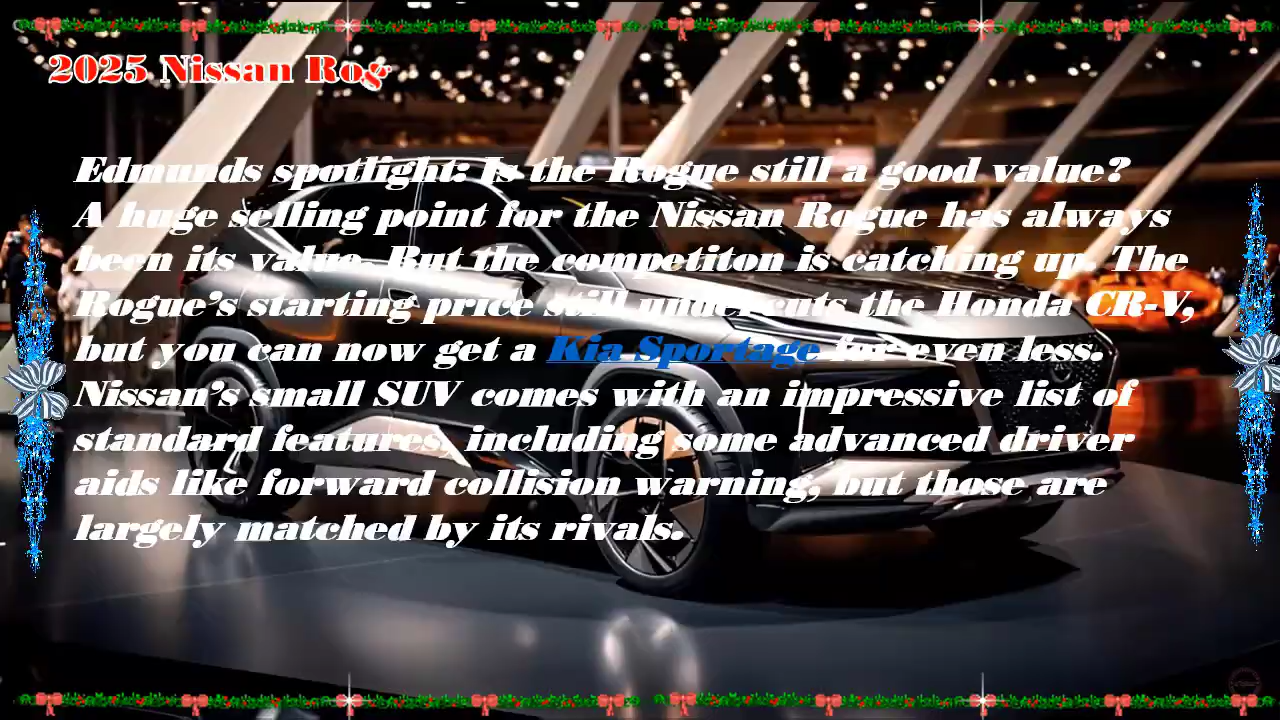 2025 Nissan Rog
Edmunds spotlight: Is the Rogue still a good value?
A huge selling point for the Nissan Rogue has always
been its value. But the competiton is catching up. The
Rogue’s starting price still undercuts the Honda CR-V,
but you can now get a Kia Sportage for even less.
Nissan’s small SUV comes with an impressive list of
standard features, including some advanced driver
aids like forward collision warning, but those are
largely matched by its rivals.